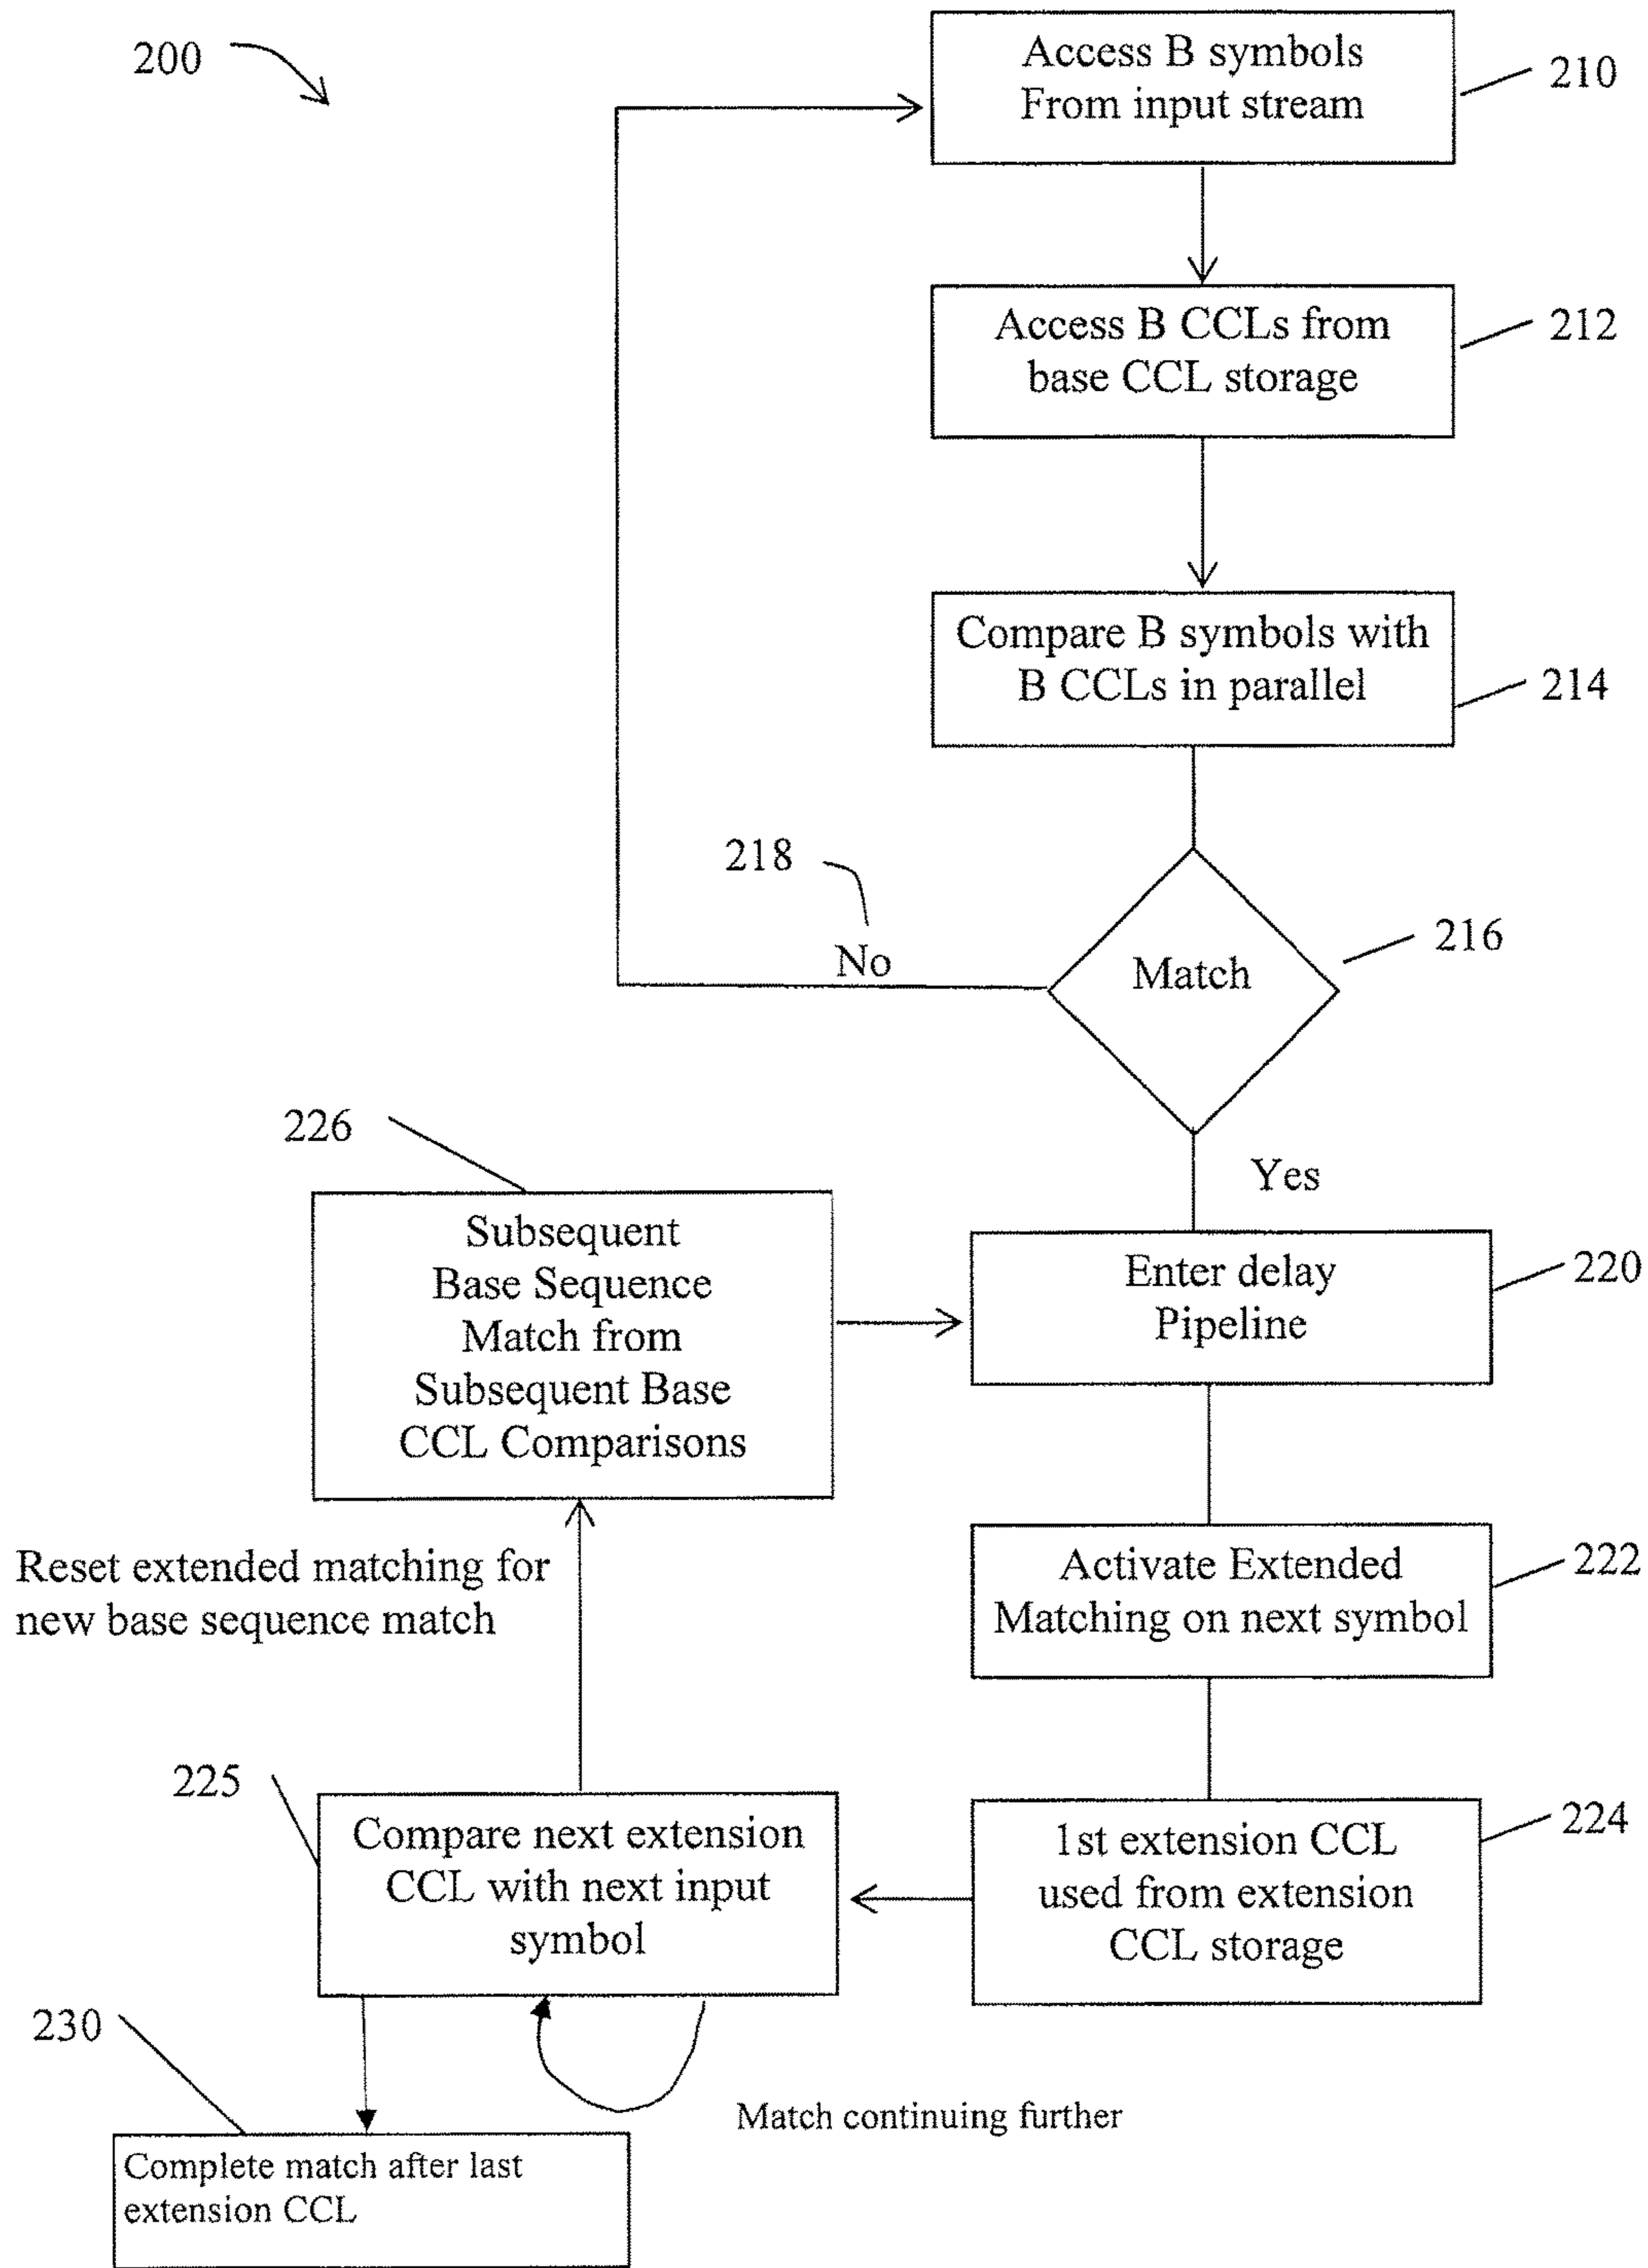 200
Access B symbols
From input stream
210
Access B CCLs from
base CCL storage
212
Compare B symbols with
B CCLs in parallel
214
218
No
Match
216
Yes
226
Subsequent
Base Sequence
Match from
Subsequent Base
CCL Comparisons
Enter delay
Pipeline
220
Reset extended matching for
new base sequence match
Activate Extended
Matching on next symbol
222
225
Compare next extension
CCL with next input
symbol
1st extension CCL
used from extension
CCL storage
224
230
Match continuing further
Complete match after last
extension CCL